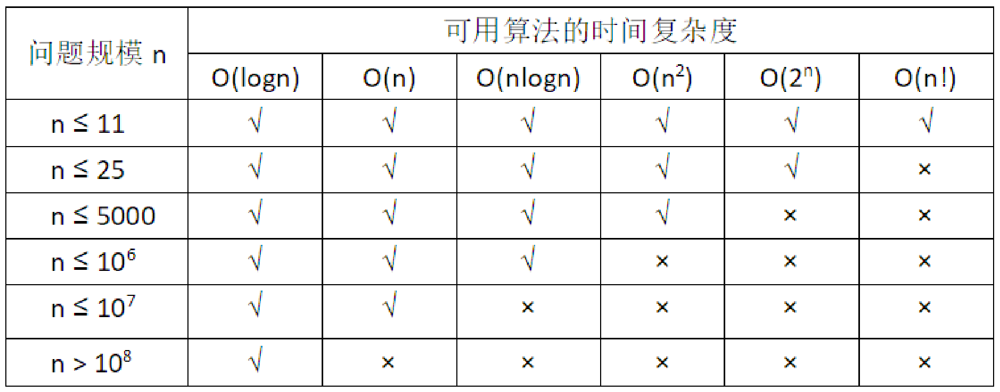 问题规模 n 可用算法的时间复杂度
O(logn) O(n) O(nlogn) O(n²) O(2ⁿ) O(n!)
n ≤ 11 √ √ √ √ √ √
n ≤ 25 √ √ √ √ √ ×
n ≤ 5000 √ √ √ √ × ×
n ≤ 10⁶ √ √ √ × × ×
n ≤ 10⁷ √ √ × × × ×
n > 10⁸ √ × × × × ×